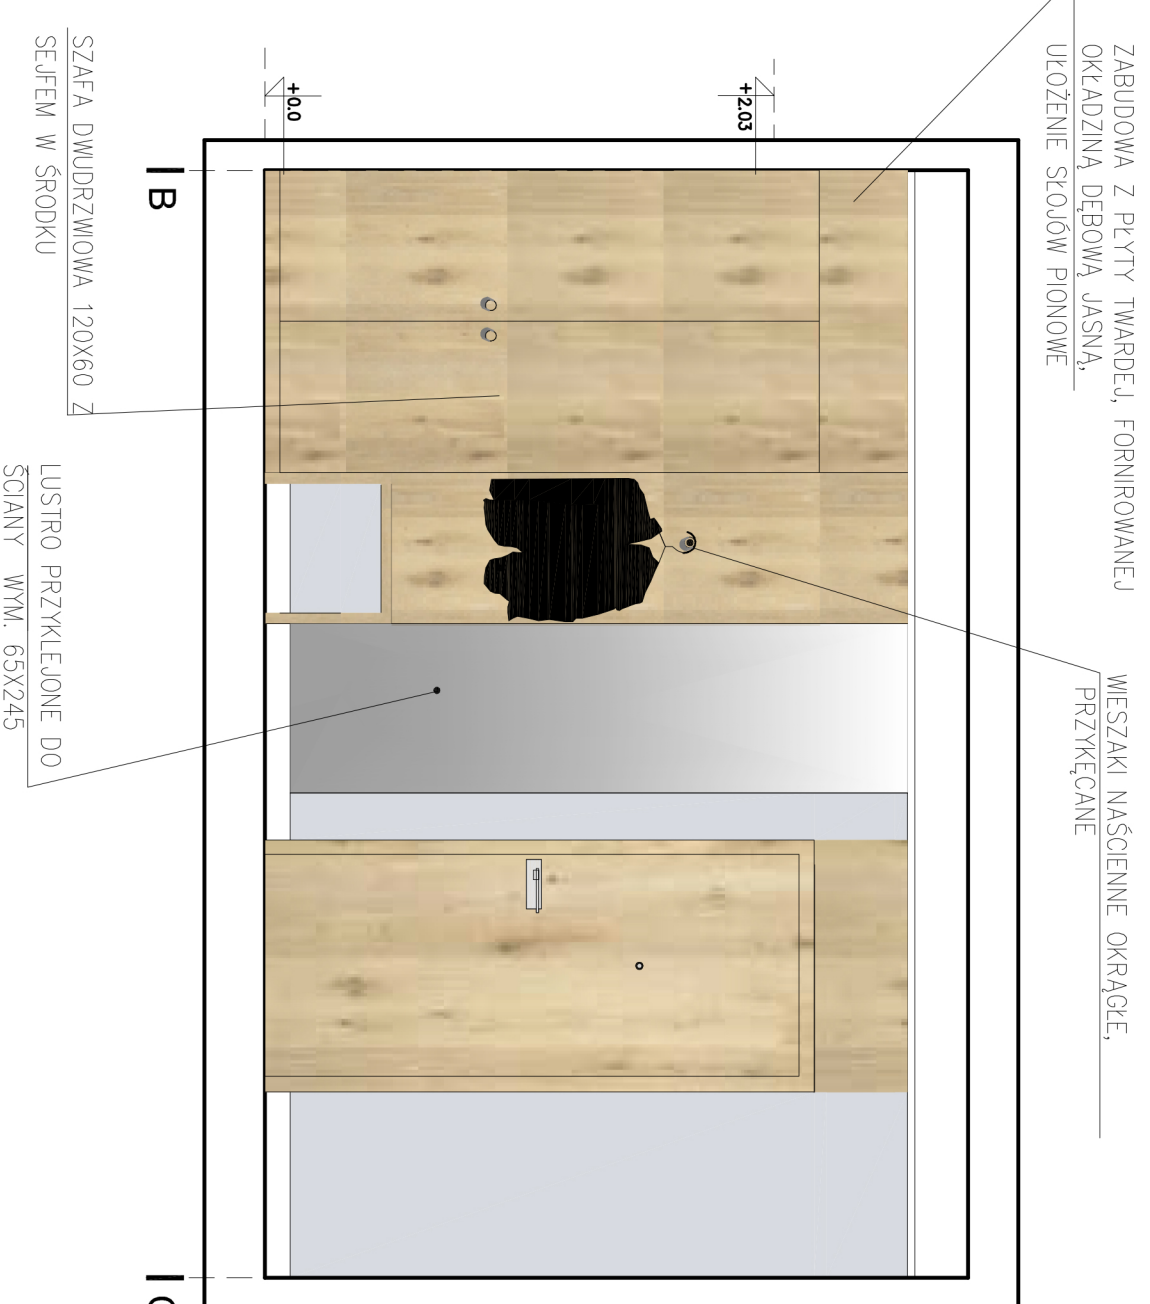 ZABUDOWA Z PŁYTY TWARDEJ, FORNIROWANEJ
OKŁADZINĄ DĘBOWĄ JASNĄ,
UŁOŻENIE SŁOJÓW PIONOWE
WIESZAKI NAŚCIENNE OKRĄGŁE,
PRZYKĘCANE
+2.03
+0.0
B
SZAFA DWUDRZWIOWA 120X60 Z
SEJFEM W ŚRODKU
LUSTRO PRZYKLEJONE DO
ŚCIANY WYM. 65X245